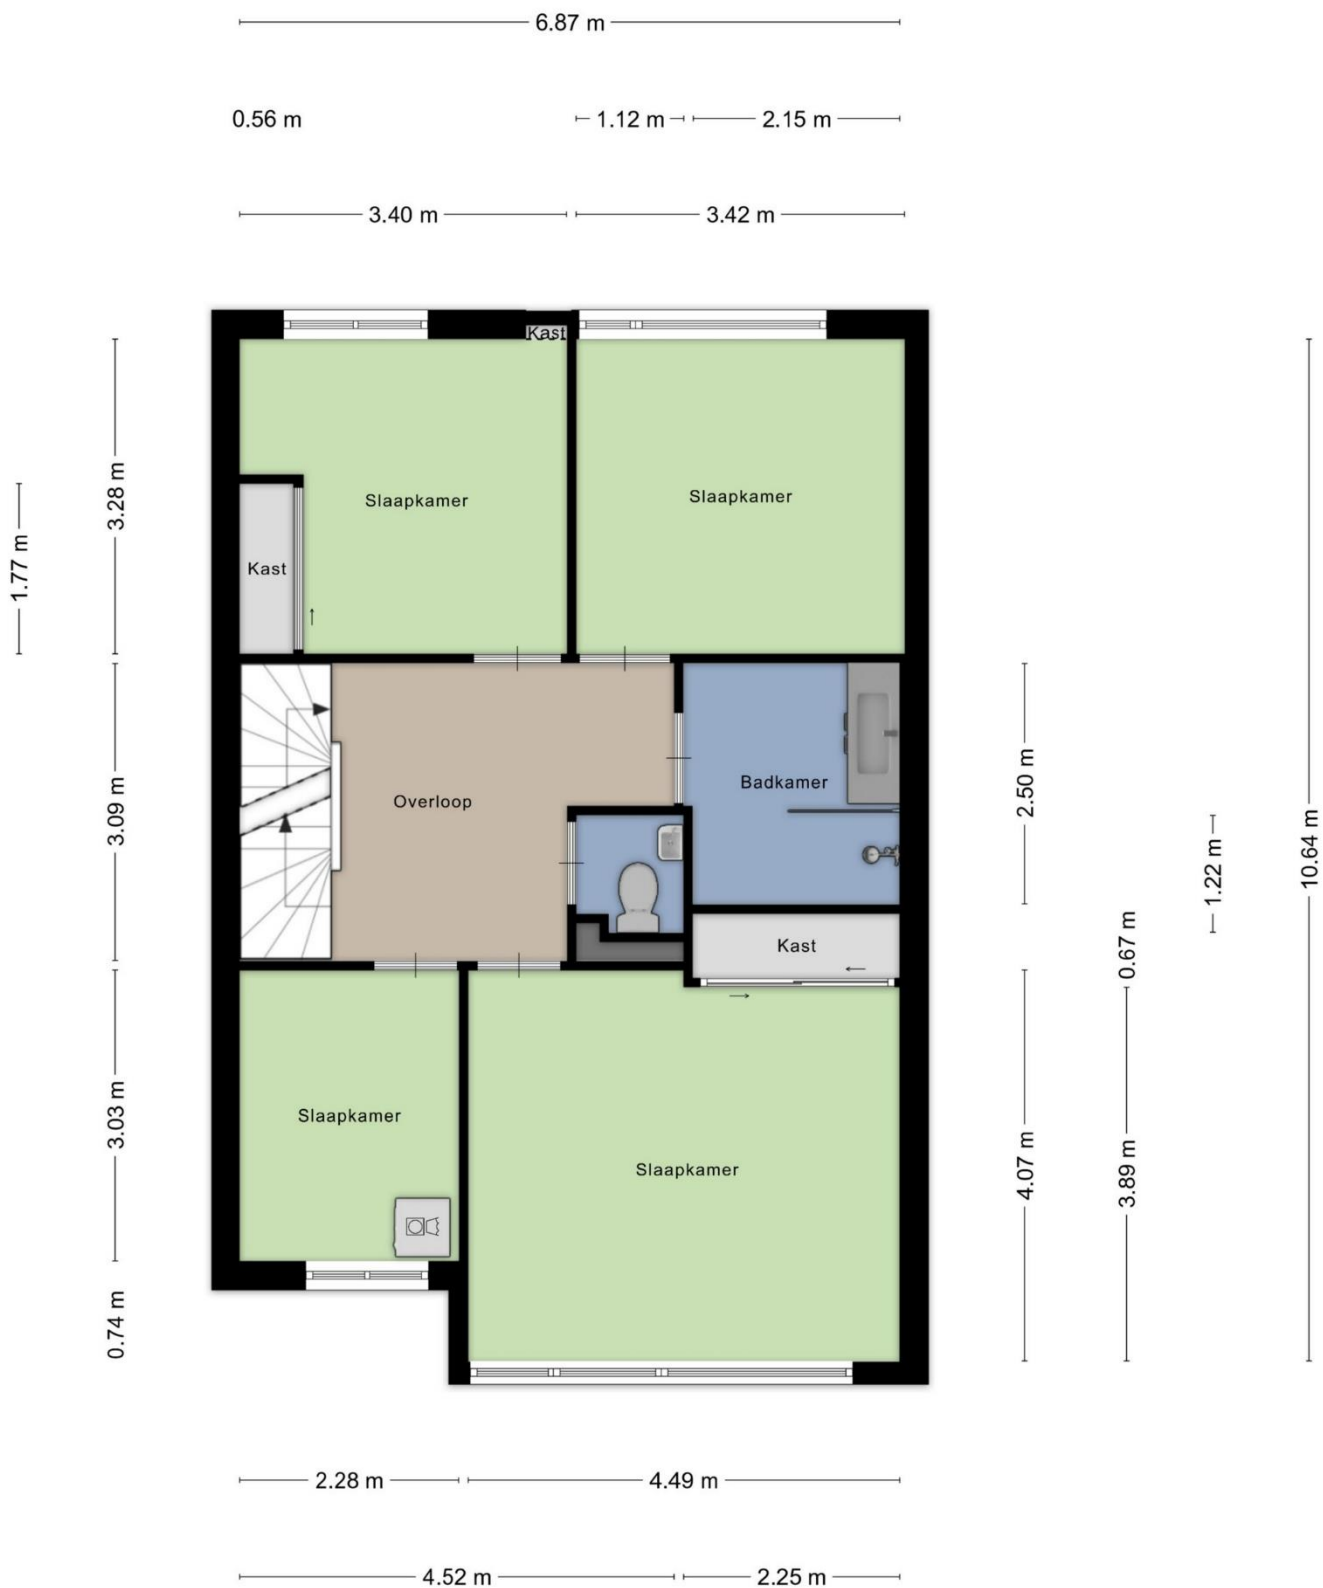 6.87 m
0.56 m
1.12 m
2.15 m
3.40 m
3.42 m
Kast
3.28 m
1.77 m
Slaapkamer
Slaapkamer
Kast
3.09 m
Overloop
Badkamer
2.50 m
10.64 m
1.22 m
Kast
0.67 m
3.03 m
Slaapkamer
Slaapkamer
4.07 m
3.89 m
0.74 m
2.28 m
4.49 m
4.52 m
2.25 m